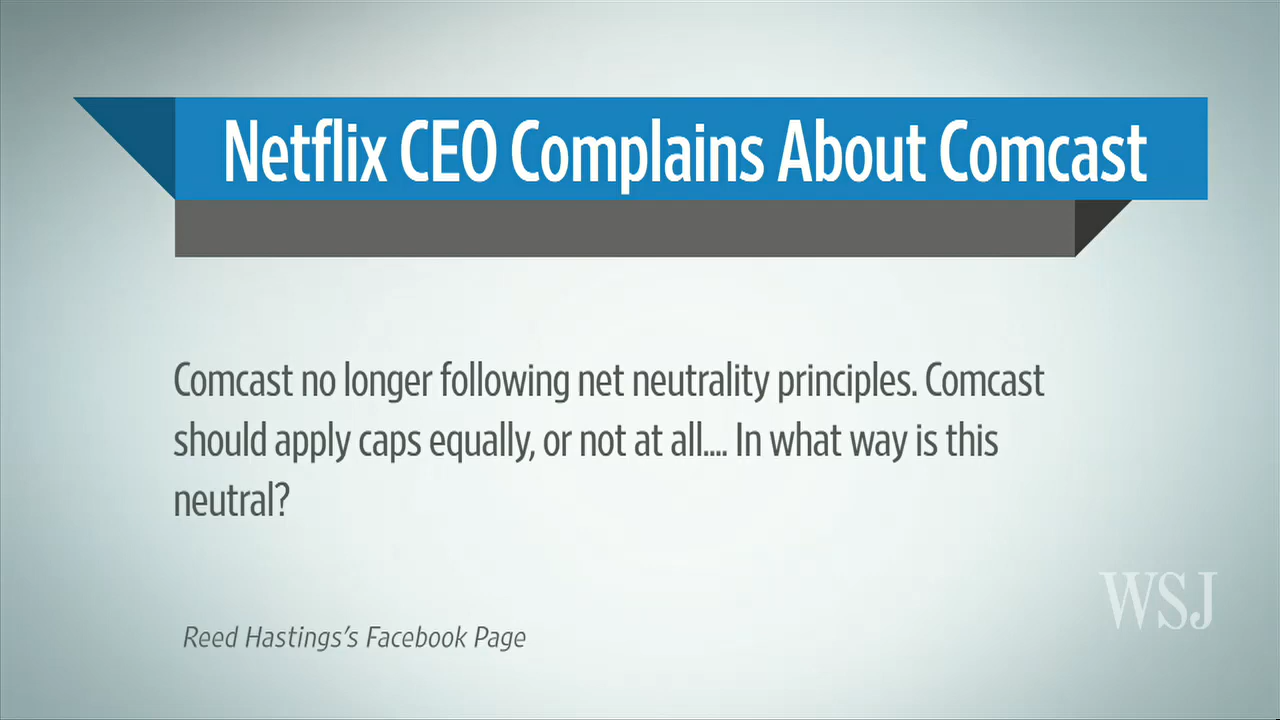 Netflix CEO Complains About Comcast
Comcast no longer following net neutrality principles. Comcast
should apply caps equally, or not at all.... In what way is this
neutral?
WSJ
Reed Hastings's Facebook Page